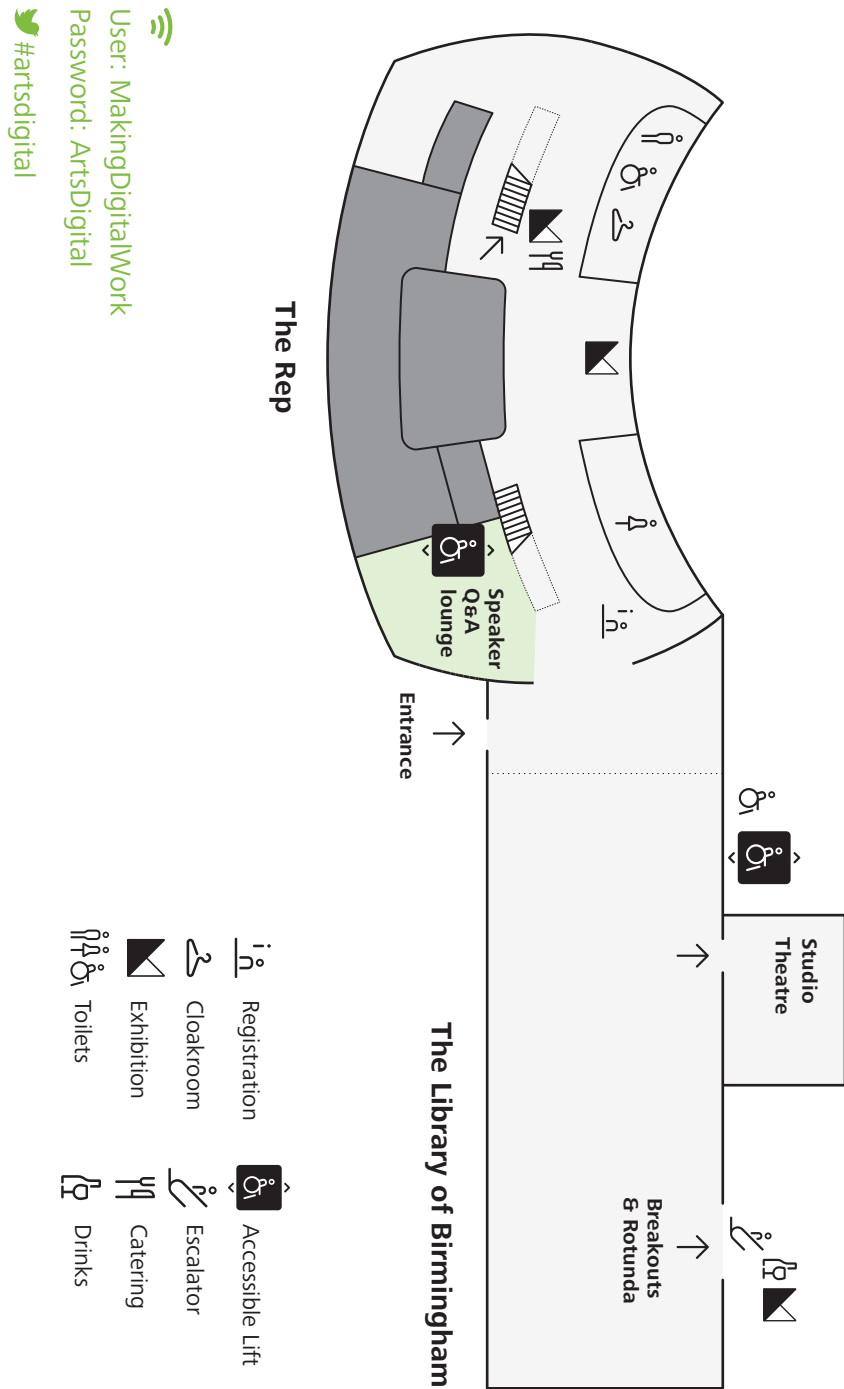 Studio
Theatre
Breakouts
& Rotunda
Speaker
Q&A
lounge
Entrance
The Rep
The Library of Birmingham
User: MakingDigitalWork
Password: ArtsDigital
#artsdigital
Registration
Cloakroom
Exhibition
Toilets
Accessible Lift
Escalator
Catering
Drinks